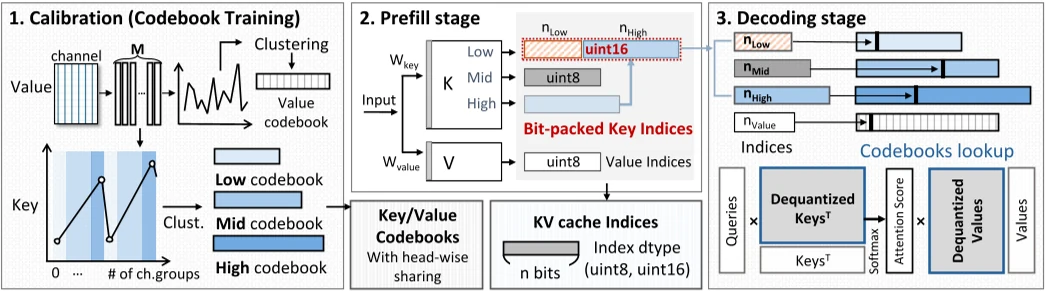 1. Calibration (Codebook Training)
channel
M
Clustering
Value
...
Value
codebook
Key
0 ... # of ch.groups
Clust.
Low codebook
Mid codebook
High codebook
2. Prefill stage
nLow
nHigh
Wkey
K
Low
uint16
Mid
uint8
High
Input
Bit-packed Key Indices
Wvalue
V
uint8
Value Indices
Key/Value
Codebooks
With head-wise
sharing
KV cache Indices
Index dtype
(uint8, uint16)
n bits
3. Decoding stage
nLow
nMid
nHigh
nValue
Indices
Codebooks lookup
Queries
×
Dequantized
Keysᵀ
Keysᵀ
Softmax
Attention Score
×
Dequantized
Values
Values